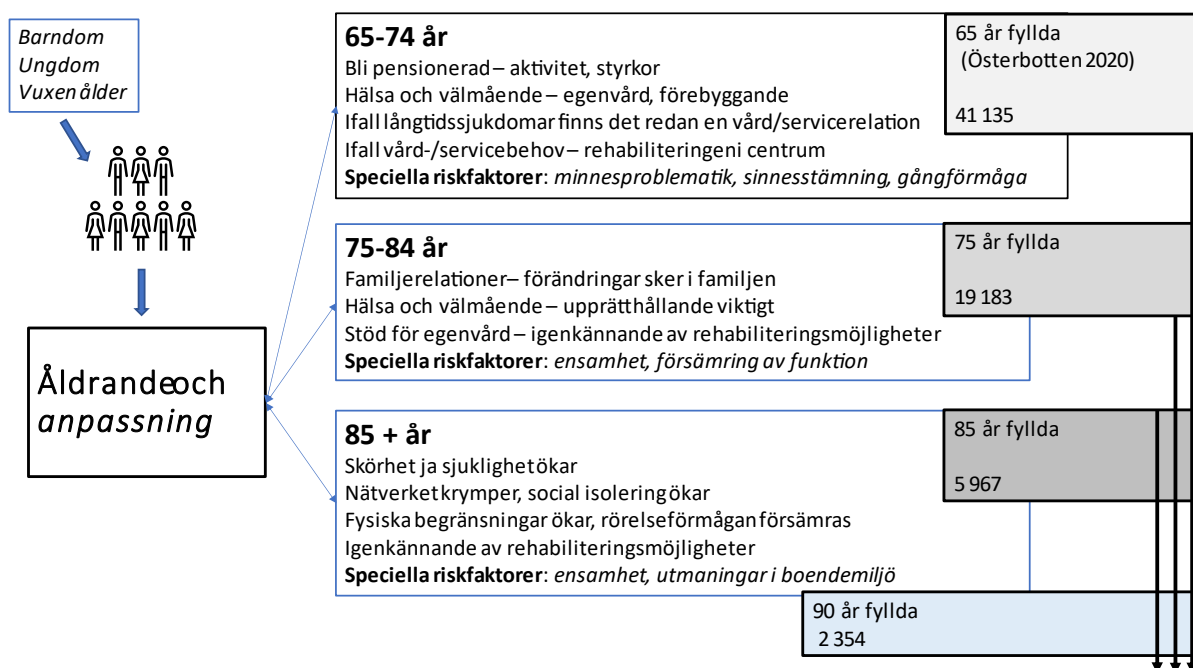 Barndom
Ungdom
Vuxenålder
Åldrande och
anpassning
65-74 år
Bli pensionerad – aktivitet, styrkor
Hälsa och välmående – egenvård, förebyggande
Ifall långtidssjukdomar finns det redan en vård/servicerelation
Ifall vård-/servicebehov – rehabiliteringen i centrum
Speciella riskfaktorer: minnesproblematik, sinnesstämning, gångförmåga
65 år fyllda
(Österbotten 2020)
41 135
75-84 år
Familjerelationer – förändringar sker i familjen
Hälsa och välmående – upprätthållande viktigt
Stöd för egenvård – igenkännande av rehabiliteringsmöjligheter
Speciella riskfaktorer: ensamhet, försämring av funktion
75 år fyllda
19 183
85 + år
Skörhet ja sjuklighet ökar
Nätverket krymper, social isolering ökar
Fysiska begränsningar ökar, rörelseförmågan försämras
Igenkännande av rehabiliteringsmöjligheter
Speciella riskfaktorer: ensamhet, utmaningar i boendemiljö
85 år fyllda
5 967
90 år fyllda
2 354